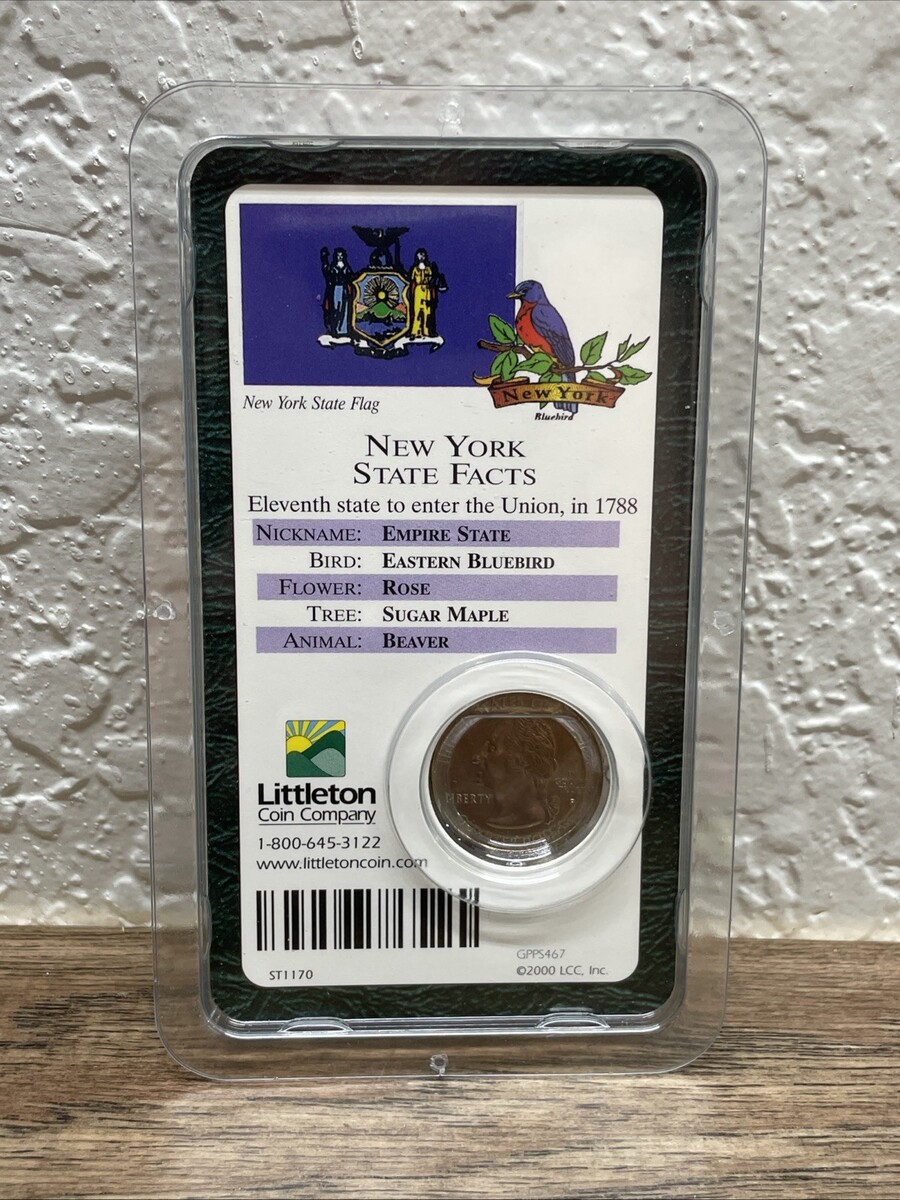 New York State Flag
New York
Bluebird
NEW YORK
STATE FACTS
Eleventh state to enter the Union, in 1788
NICKNAME: EMPIRE STATE
BIRD: EASTERN BLUEBIRD
FLOWER: ROSE
TREE: SUGAR MAPLE
ANIMAL: BEAVER
LIBERTY
P
Littleton
Coin Company
1-800-645-3122
www.littletoncoin.com
ST1170
GPPS467
©2000 LCC, Inc.